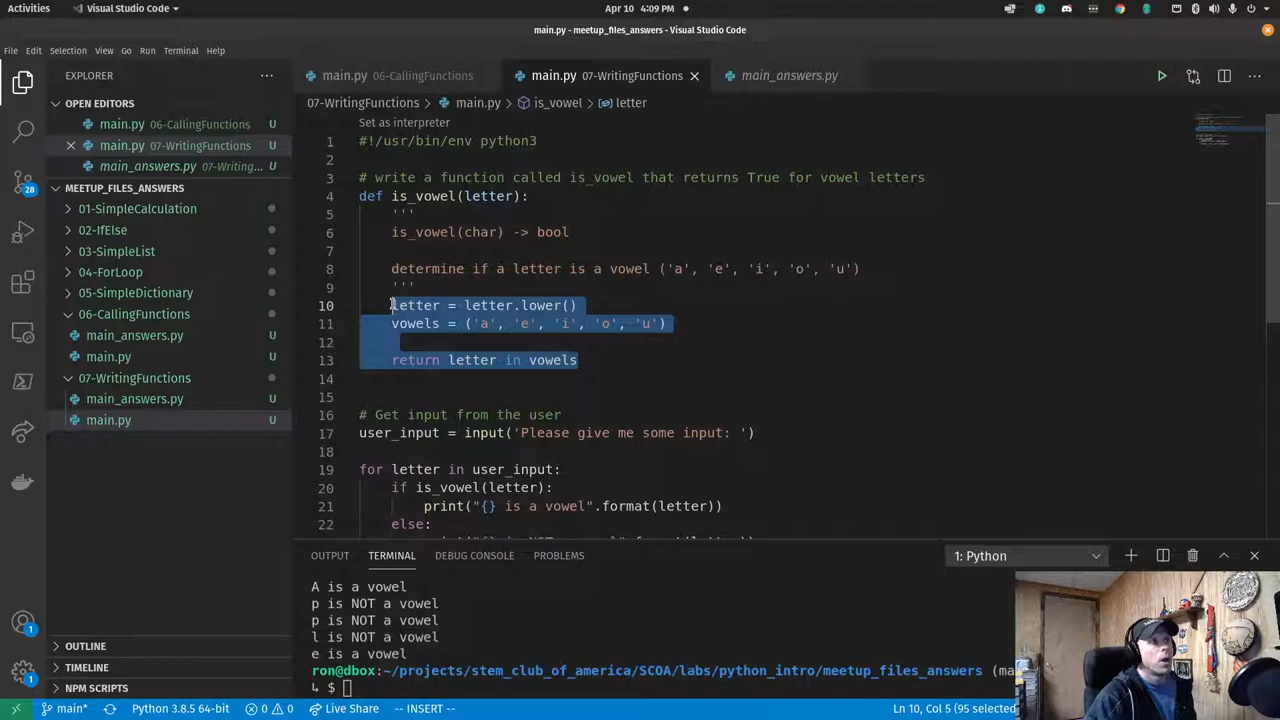 Activities
Visual Studio Code
Apr 10 4:09 PM
main.py - meetup_files_answers - Visual Studio Code
File Edit Selection View Go Run Terminal Help
EXPLORER
main.py 06-CallingFunctions
main.py 07-WritingFunctions
main_answers.py
OPEN EDITORS
main.py 06-CallingFunctions U
main.py 07-WritingFunctions U
main_answers.py 07-Writing... U
MEETUP_FILES_ANSWERS
01-SimpleCalculation
02-IfElse
03-SimpleList
04-ForLoop
05-SimpleDictionary
06-CallingFunctions
main_answers.py U
main.py U
07-WritingFunctions
main_answers.py U
main.py U
OUTLINE
TIMELINE
NPM SCRIPTS
28
1
1
07-WritingFunctions > main.py > is_vowel > letter
Set as interpreter
1 #!/usr/bin/env python3
2
3 # write a function called is_vowel that returns True for vowel letters
4 def is_vowel(letter):
5 '''
6 is_vowel(char) -> bool
7
8 determine if a letter is a vowel ('a', 'e', 'i', 'o', 'u')
9 '''
10 letter = letter.lower()
11 vowels = ('a', 'e', 'i', 'o', 'u')
12
13 return letter in vowels
14
15
16 # Get input from the user
17 user_input = input('Please give me some input: ')
18
19 for letter in user_input:
20 if is_vowel(letter):
21 print("{} is a vowel".format(letter))
22 else:
OUTPUT TERMINAL DEBUG CONSOLE PROBLEMS
1: Python
A is a vowel
p is NOT a vowel
p is NOT a vowel
l is NOT a vowel
e is a vowel
ron@dbox:~/projects/stem_club_of_america/SCOA/labs/python_intro/meetup_files_answers (ma
↳ $
main* Python 3.8.5 64-bit 0 0 Live Share -- INSERT -- Ln 10, Col 5 (95 selected